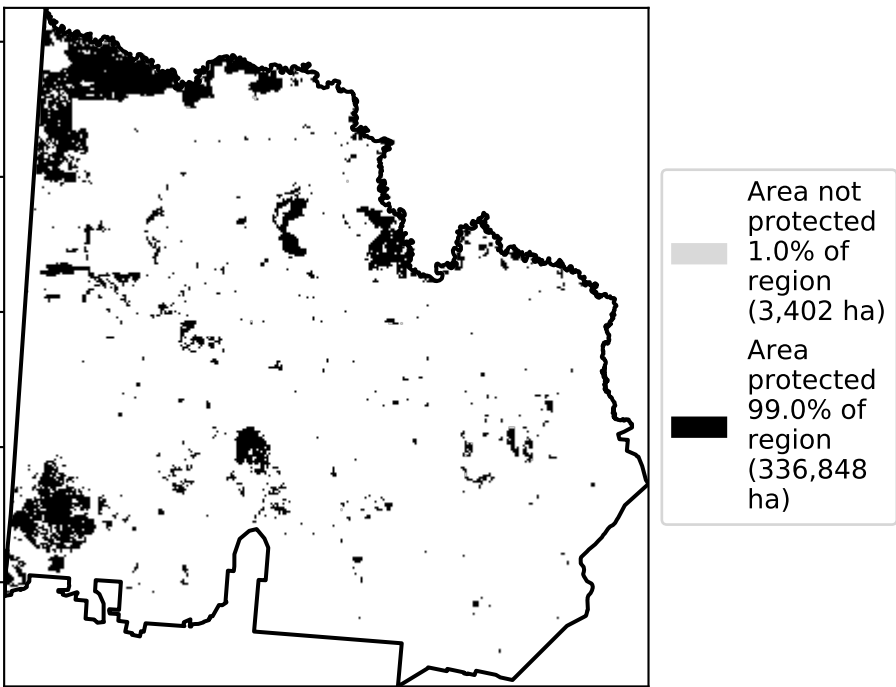 Area not
protected
1.0% of
region
(3,402 ha)
Area
protected
99.0% of
region
(336,848
ha)